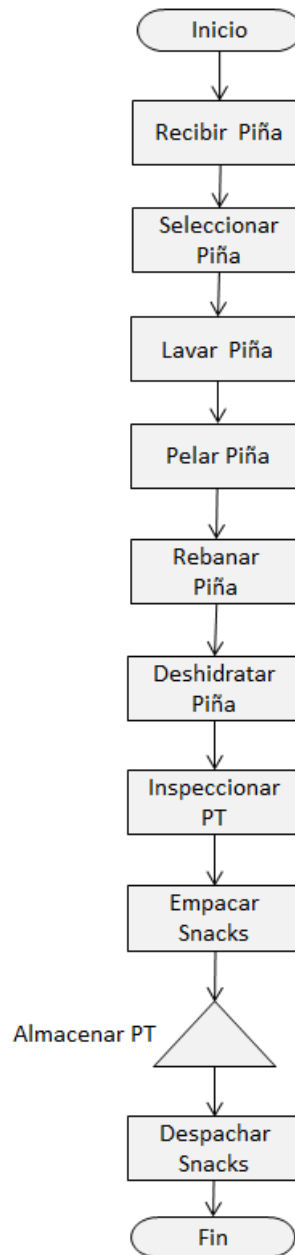 Inicio
Recibir Piña
Seleccionar
Piña
Lavar Piña
Pelar Piña
Rebanar
Piña
Deshidratar
Piña
Inspeccionar
PT
Empacar
Snacks
Almacenar PT
Despachar
Snacks
Fin